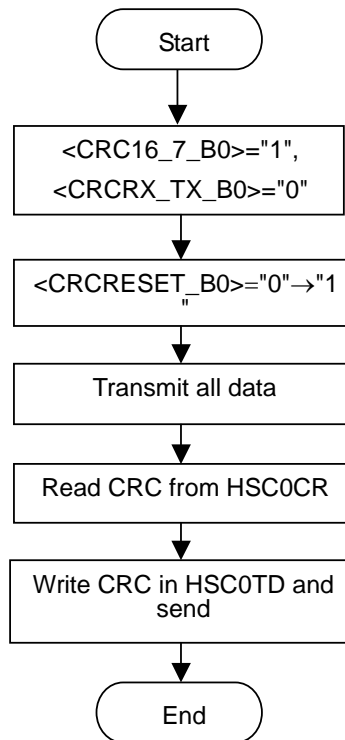 Start
<CRC16_7_B0>="1",
<CRCRX_TX_B0>="0"
<CRCRESET_B0>="0"→"1
"
Transmit all data
Read CRC from HSC0CR
Write CRC in HSC0TD and
send
End